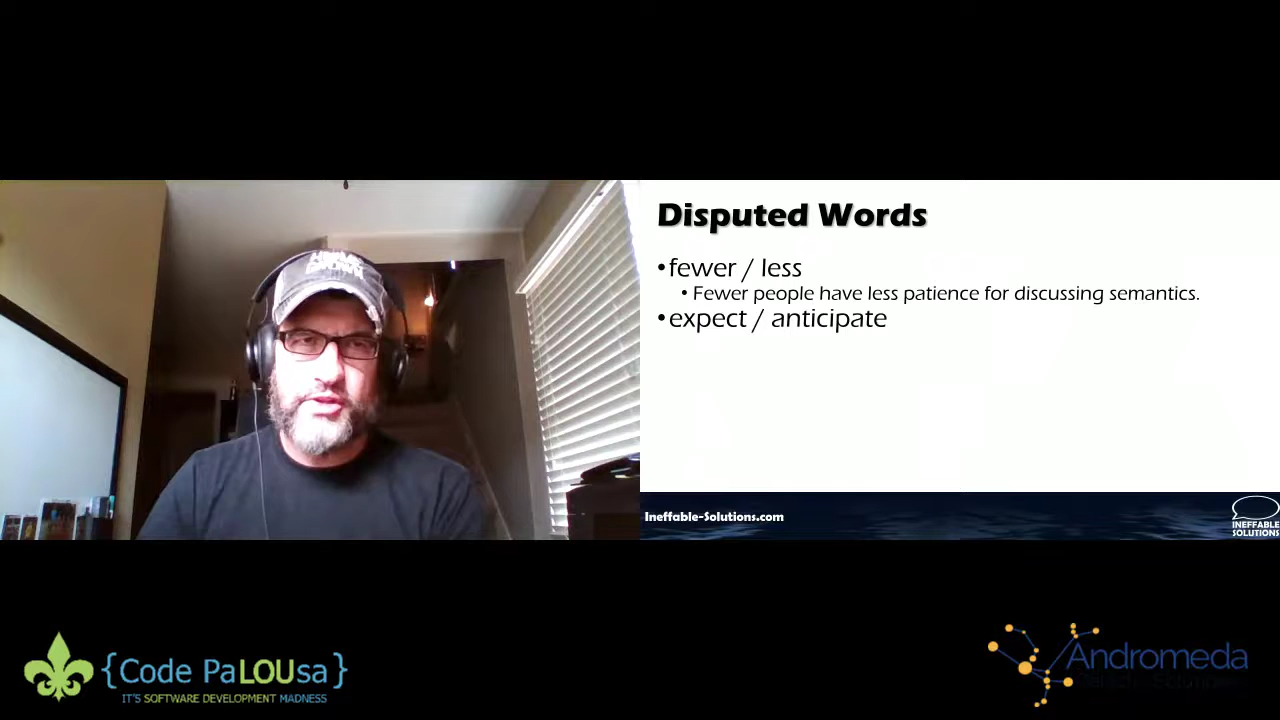 Disputed Words
•fewer / less
• Fewer people have less patience for discussing semantics.
•expect / anticipate
Ineffable-Solutions.com
INEFFABLE
SOLUTIONS
{Code PaLOUsa}
IT'S SOFTWARE DEVELOPMENT MADNESS
Andromeda